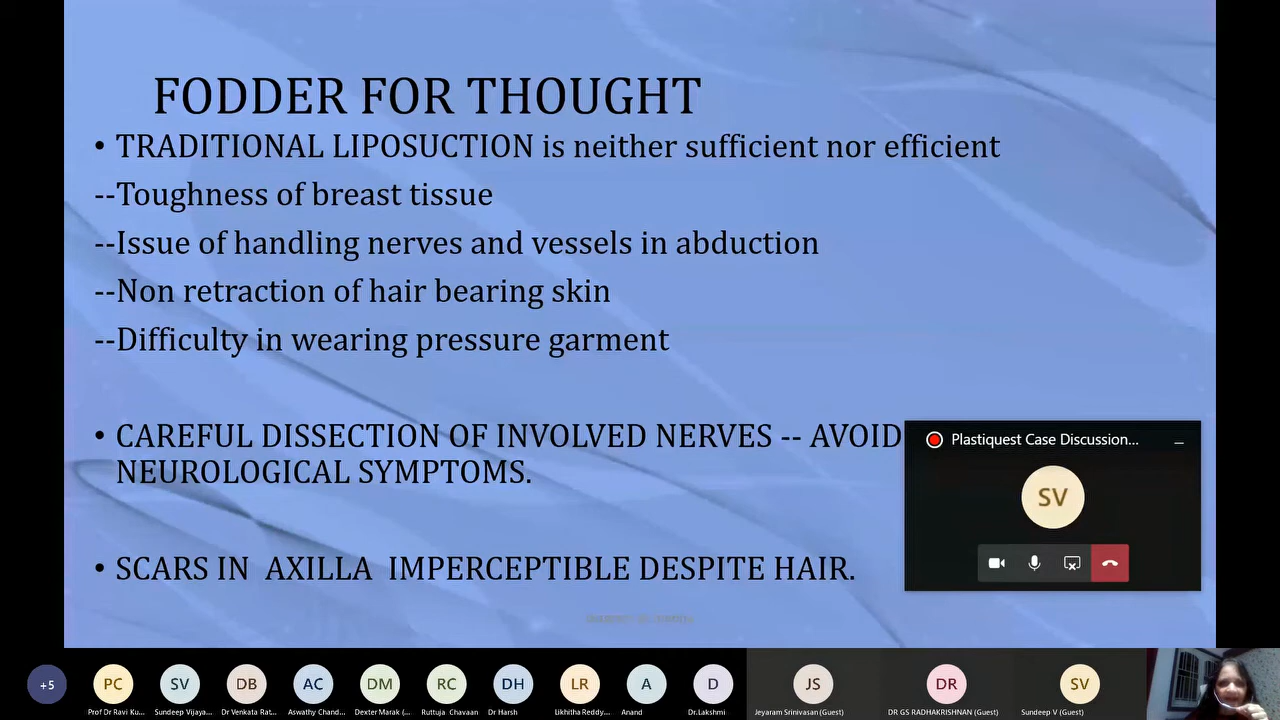 FODDER FOR THOUGHT
• TRADITIONAL LIPOSUCTION is neither sufficient nor efficient
--Toughness of breast tissue
--Issue of handling nerves and vessels in abduction
--Non retraction of hair bearing skin
--Difficulty in wearing pressure garment
• CAREFUL DISSECTION OF INVOLVED NERVES -- AVOID
NEUROLOGICAL SYMPTOMS.
• SCARS IN AXILLA IMPERCEPTIBLE DESPITE HAIR.
Plastiquest Case Discussion...
SV
+5
PC
SV
DB
AC
DM
RC
DH
LR
A
D
JS
DR
SV
Prof Dr Ravi Ku...
Sundeep Vijaya...
Dr Venkata Rat...
Aswathy Chand...
Dexter Marak (...
Ruttuja Chavaan
Dr Harsh
Likhitha Reddy...
Anand
Dr.Lakshmi
Jeyaram Srinivasan (Guest)
DR GS RADHAKRISHNAN (Guest)
Sundeep V (Guest)